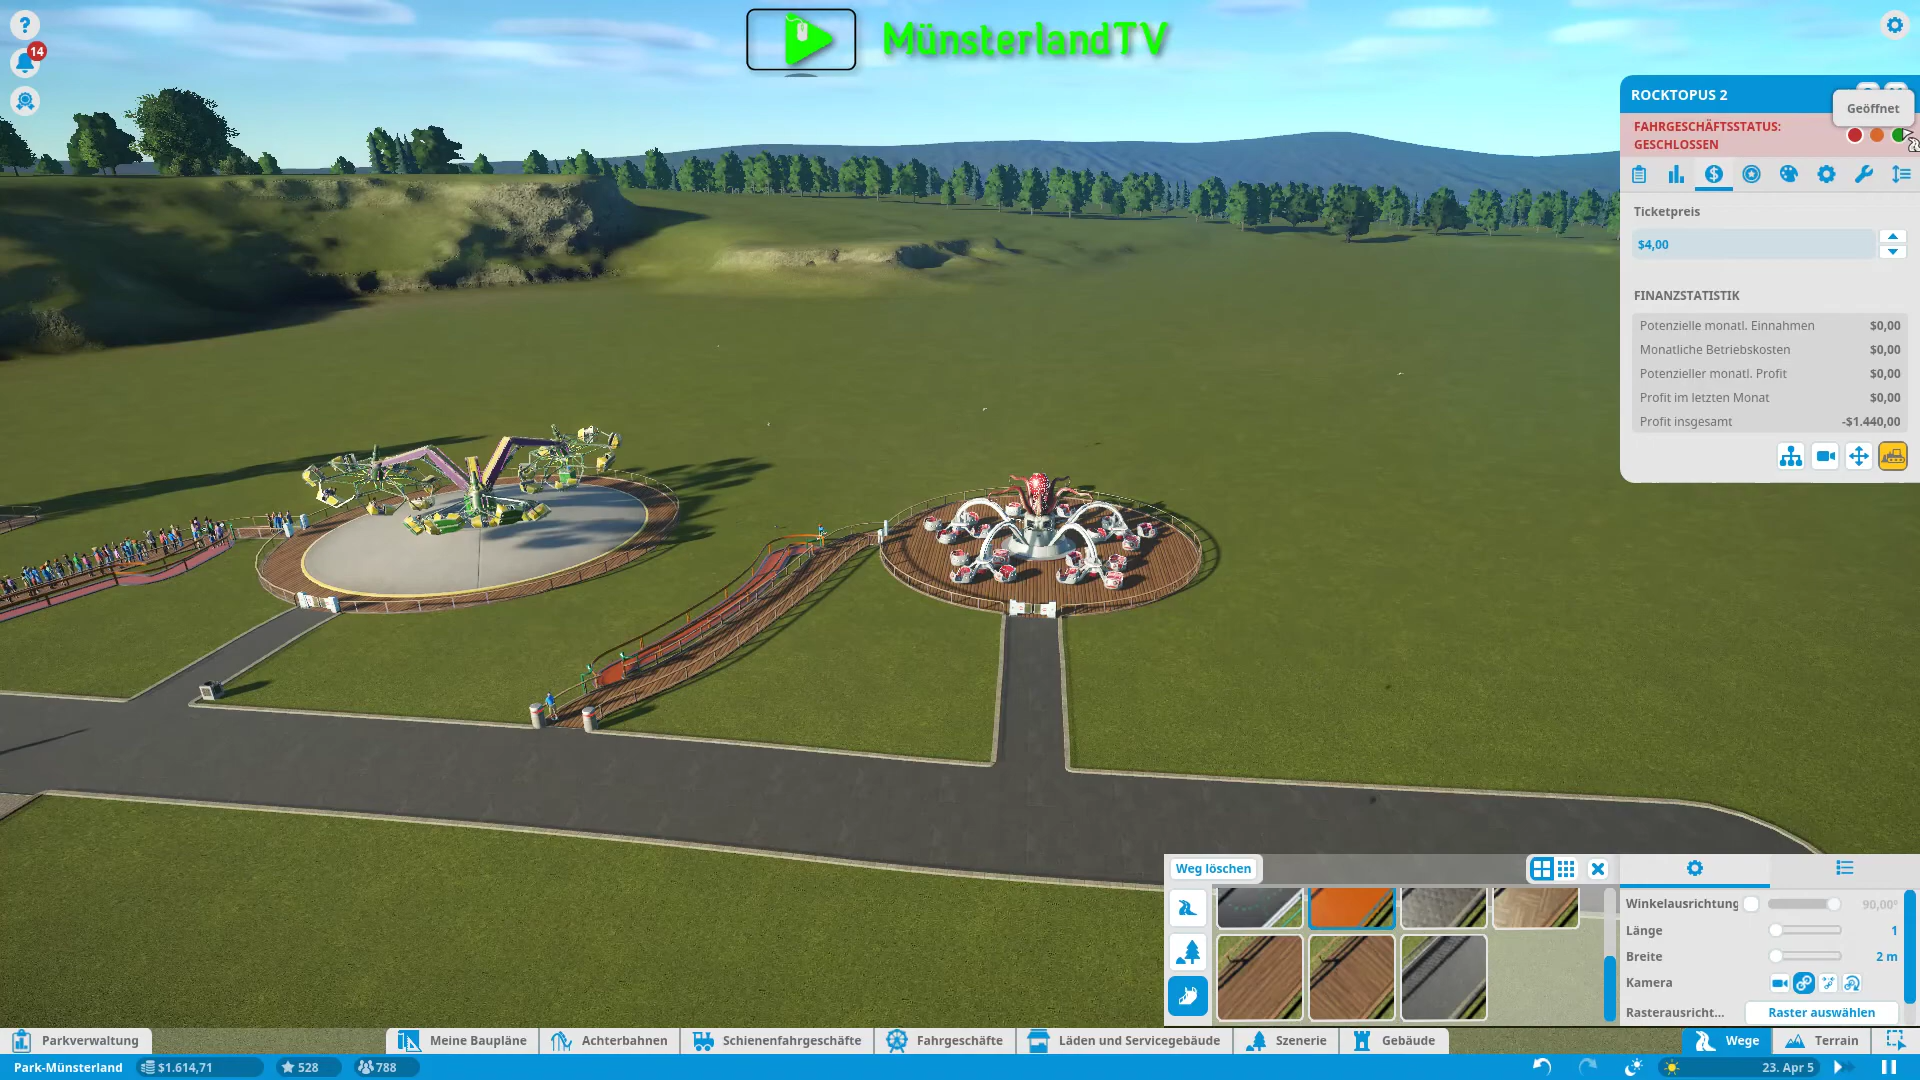 ?
14
MünsterlandTV
ROCKTOPUS 2
Geöffnet
FAHRGESCHÄFTSSTATUS:
GESCHLOSSEN
Ticketpreis
$4,00
FINANZSTATISTIK
Potenzielle monatl. Einnahmen $0,00
Monatliche Betriebskosten $0,00
Potenzieller monatl. Profit $0,00
Profit im letzten Monat $0,00
Profit insgesamt -$1.440,00
Weg löschen
Winkelausrichtung 90,00°
Länge 1
Breite 2 m
Kamera
Rasterausricht... Raster auswählen
Parkverwaltung Meine Baupläne Achterbahnen Schienenfahrgeschäfte Fahrgeschäfte Läden und Servicegebäude Szenerie Gebäude Wege Terrain
Park-Münsterland $1.614,71 528 788 23. Apr 5